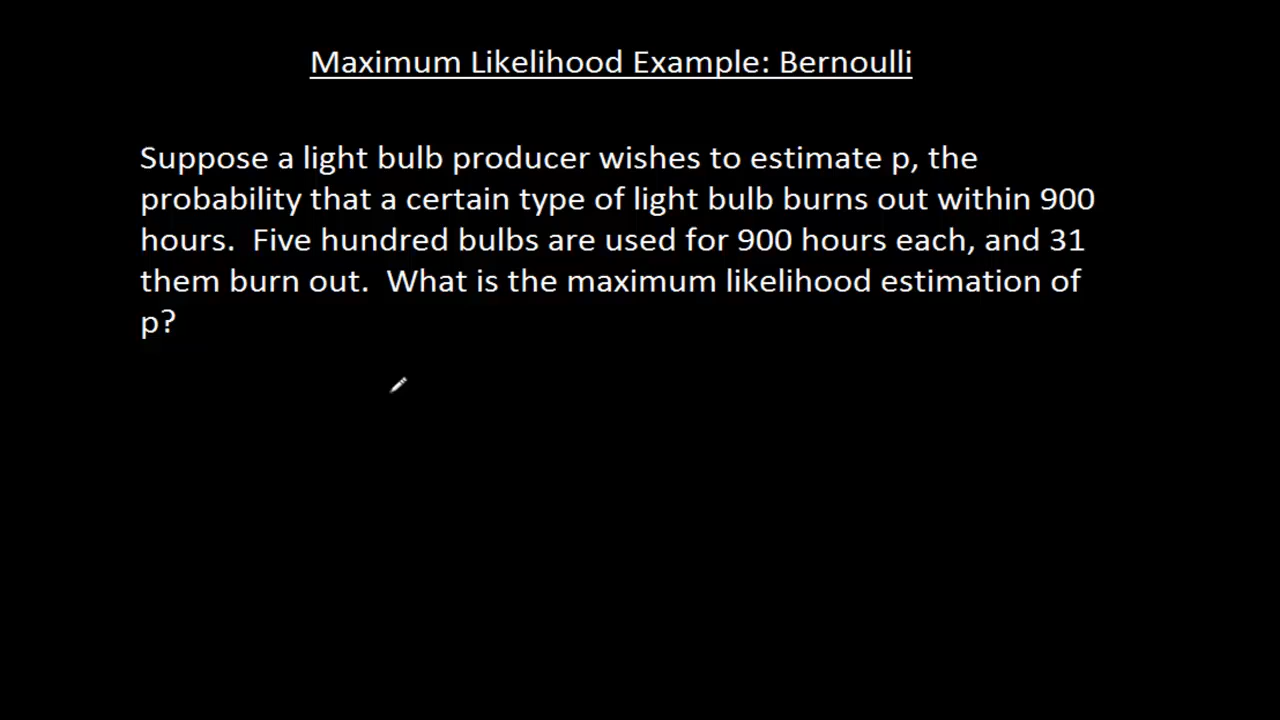 Maximum Likelihood Example: Bernoulli
Suppose a light bulb producer wishes to estimate p, the
probability that a certain type of light bulb burns out within 900
hours.  Five hundred bulbs are used for 900 hours each, and 31
them burn out.  What is the maximum likelihood estimation of
p?